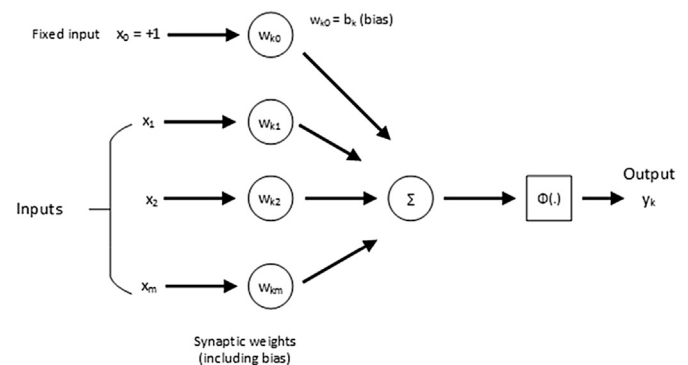 Fixed input x₀ = +1
wₖ₀
wₖ₀ = bₖ (bias)
x₁
wₖ₁
Inputs
x₂
wₖ₂
Σ
Φ(.)
Output
yₖ
xₘ
wₖₘ
Synaptic weights
(including bias)